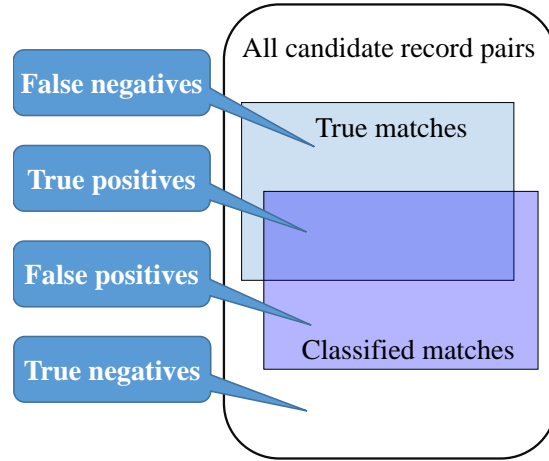 All candidate record pairs
False negatives
True matches
True positives
False positives
Classified matches
True negatives